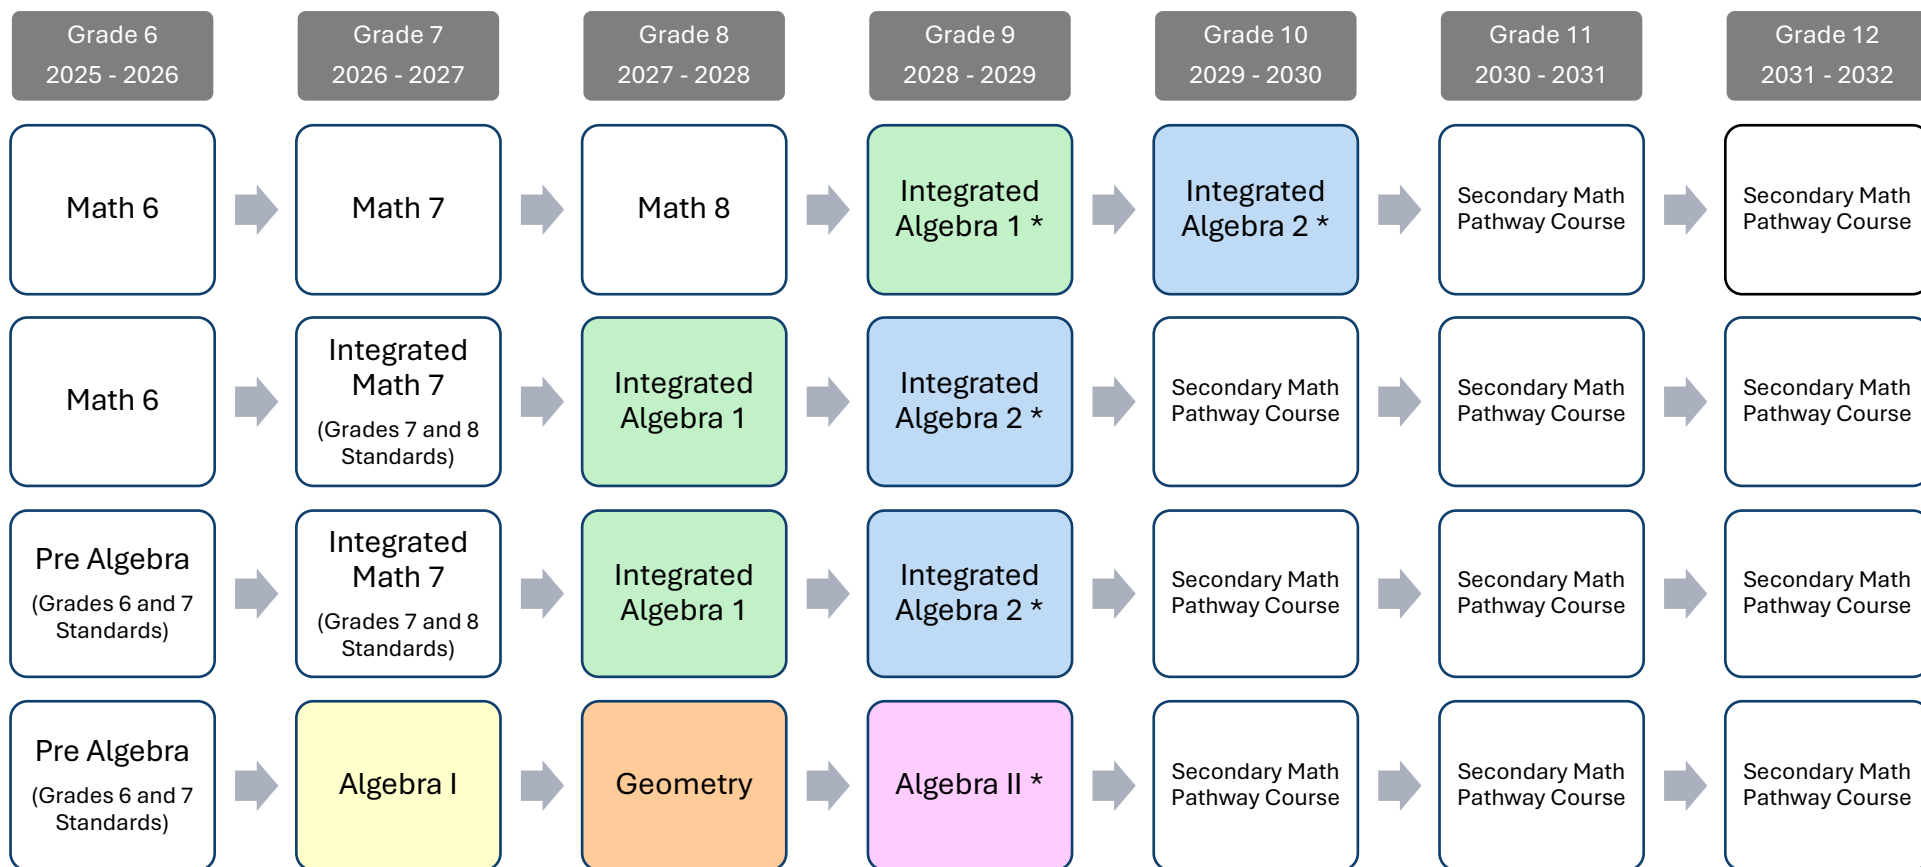 Grade 6
2025 - 2026
Grade 7
2026 - 2027
Grade 8
2027 - 2028
Grade 9
2028 - 2029
Grade 10
2029 - 2030
Grade 11
2030 - 2031
Grade 12
2031 - 2032
Math 6
Math 7
Math 8
Integrated
Algebra 1 *
Integrated
Algebra 2 *
Secondary Math
Pathway Course
Secondary Math
Pathway Course
Math 6
Integrated
Math 7
(Grades 7 and 8
Standards)
Integrated
Algebra 1
Integrated
Algebra 2 *
Secondary Math
Pathway Course
Secondary Math
Pathway Course
Secondary Math
Pathway Course
Pre Algebra
(Grades 6 and 7
Standards)
Integrated
Math 7
(Grades 7 and 8
Standards)
Integrated
Algebra 1
Integrated
Algebra 2 *
Secondary Math
Pathway Course
Secondary Math
Pathway Course
Secondary Math
Pathway Course
Pre Algebra
(Grades 6 and 7
Standards)
Algebra I
Geometry
Algebra II *
Secondary Math
Pathway Course
Secondary Math
Pathway Course
Secondary Math
Pathway Course